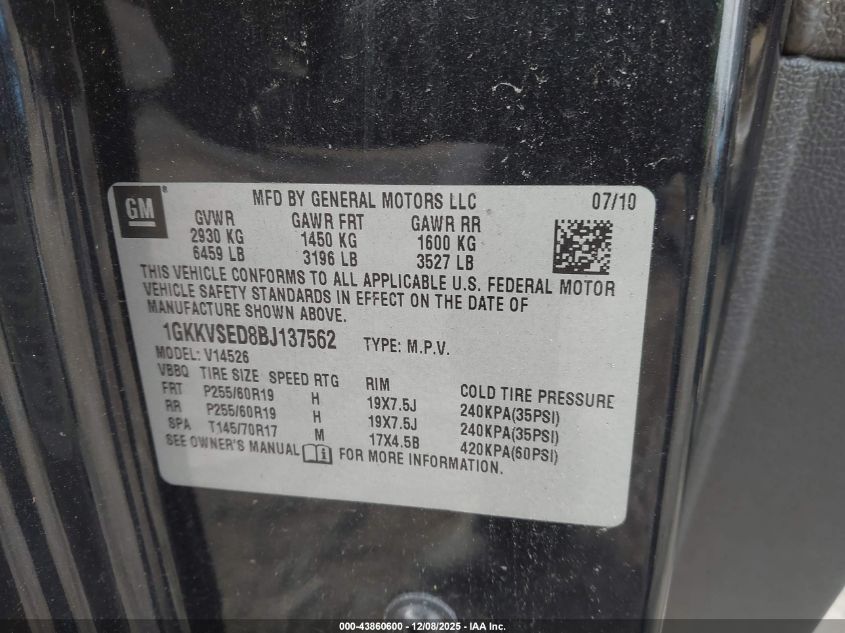 GM
MFD BY GENERAL MOTORS LLC 07/10
GVWR GAWR FRT GAWR RR
2930 KG 1450 KG 1600 KG
6459 LB 3196 LB 3527 LB
THIS VEHICLE CONFORMS TO ALL APPLICABLE U.S. FEDERAL MOTOR
VEHICLE SAFETY STANDARDS IN EFFECT ON THE DATE OF
MANUFACTURE SHOWN ABOVE.
1GKKVSED8BJ137562 TYPE: M.P.V.
MODEL: V14526
VBBQ TIRE SIZE SPEED RTG RIM COLD TIRE PRESSURE
FRT P255/60R19 H 19X7.5J 240KPA(35PSI)
RR P255/60R19 H 19X7.5J 240KPA(35PSI)
SPA T145/70R17 M 17X4.5B 420KPA(60PSI)
SEE OWNER'S MANUAL FOR MORE INFORMATION.
000-43860600 - 12/08/2025 - IAA Inc.